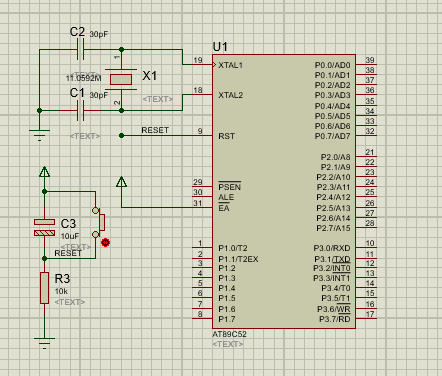 C2
30pF
<TEXT>
11.0592M
1
X1
2
C1
30pF
<TEXT>
<TEXT>
RESET
U1
19 XTAL1
18 XTAL2
9 RST
29 PSEN
30 ALE
31 EA
1 P1.0/T2
2 P1.1/T2EX
3 P1.2
4 P1.3
5 P1.4
6 P1.5
7 P1.6
8 P1.7
P0.0/AD0 39
P0.1/AD1 38
P0.2/AD2 37
P0.3/AD3 36
P0.4/AD4 35
P0.5/AD5 34
P0.6/AD6 33
P0.7/AD7 32
P2.0/A8 21
P2.1/A9 22
P2.2/A10 23
P2.3/A11 24
P2.4/A12 25
P2.5/A13 26
P2.6/A14 27
P2.7/A15 28
P3.0/RXD 10
P3.1/TXD 11
P3.2/INT0 12
P3.3/INT1 13
P3.4/T0 14
P3.5/T1 15
P3.6/WR 16
P3.7/RD 17
AT89C52
<TEXT>
C3
10uF
<TEXT>
RESET
R3
10k
<TEXT>